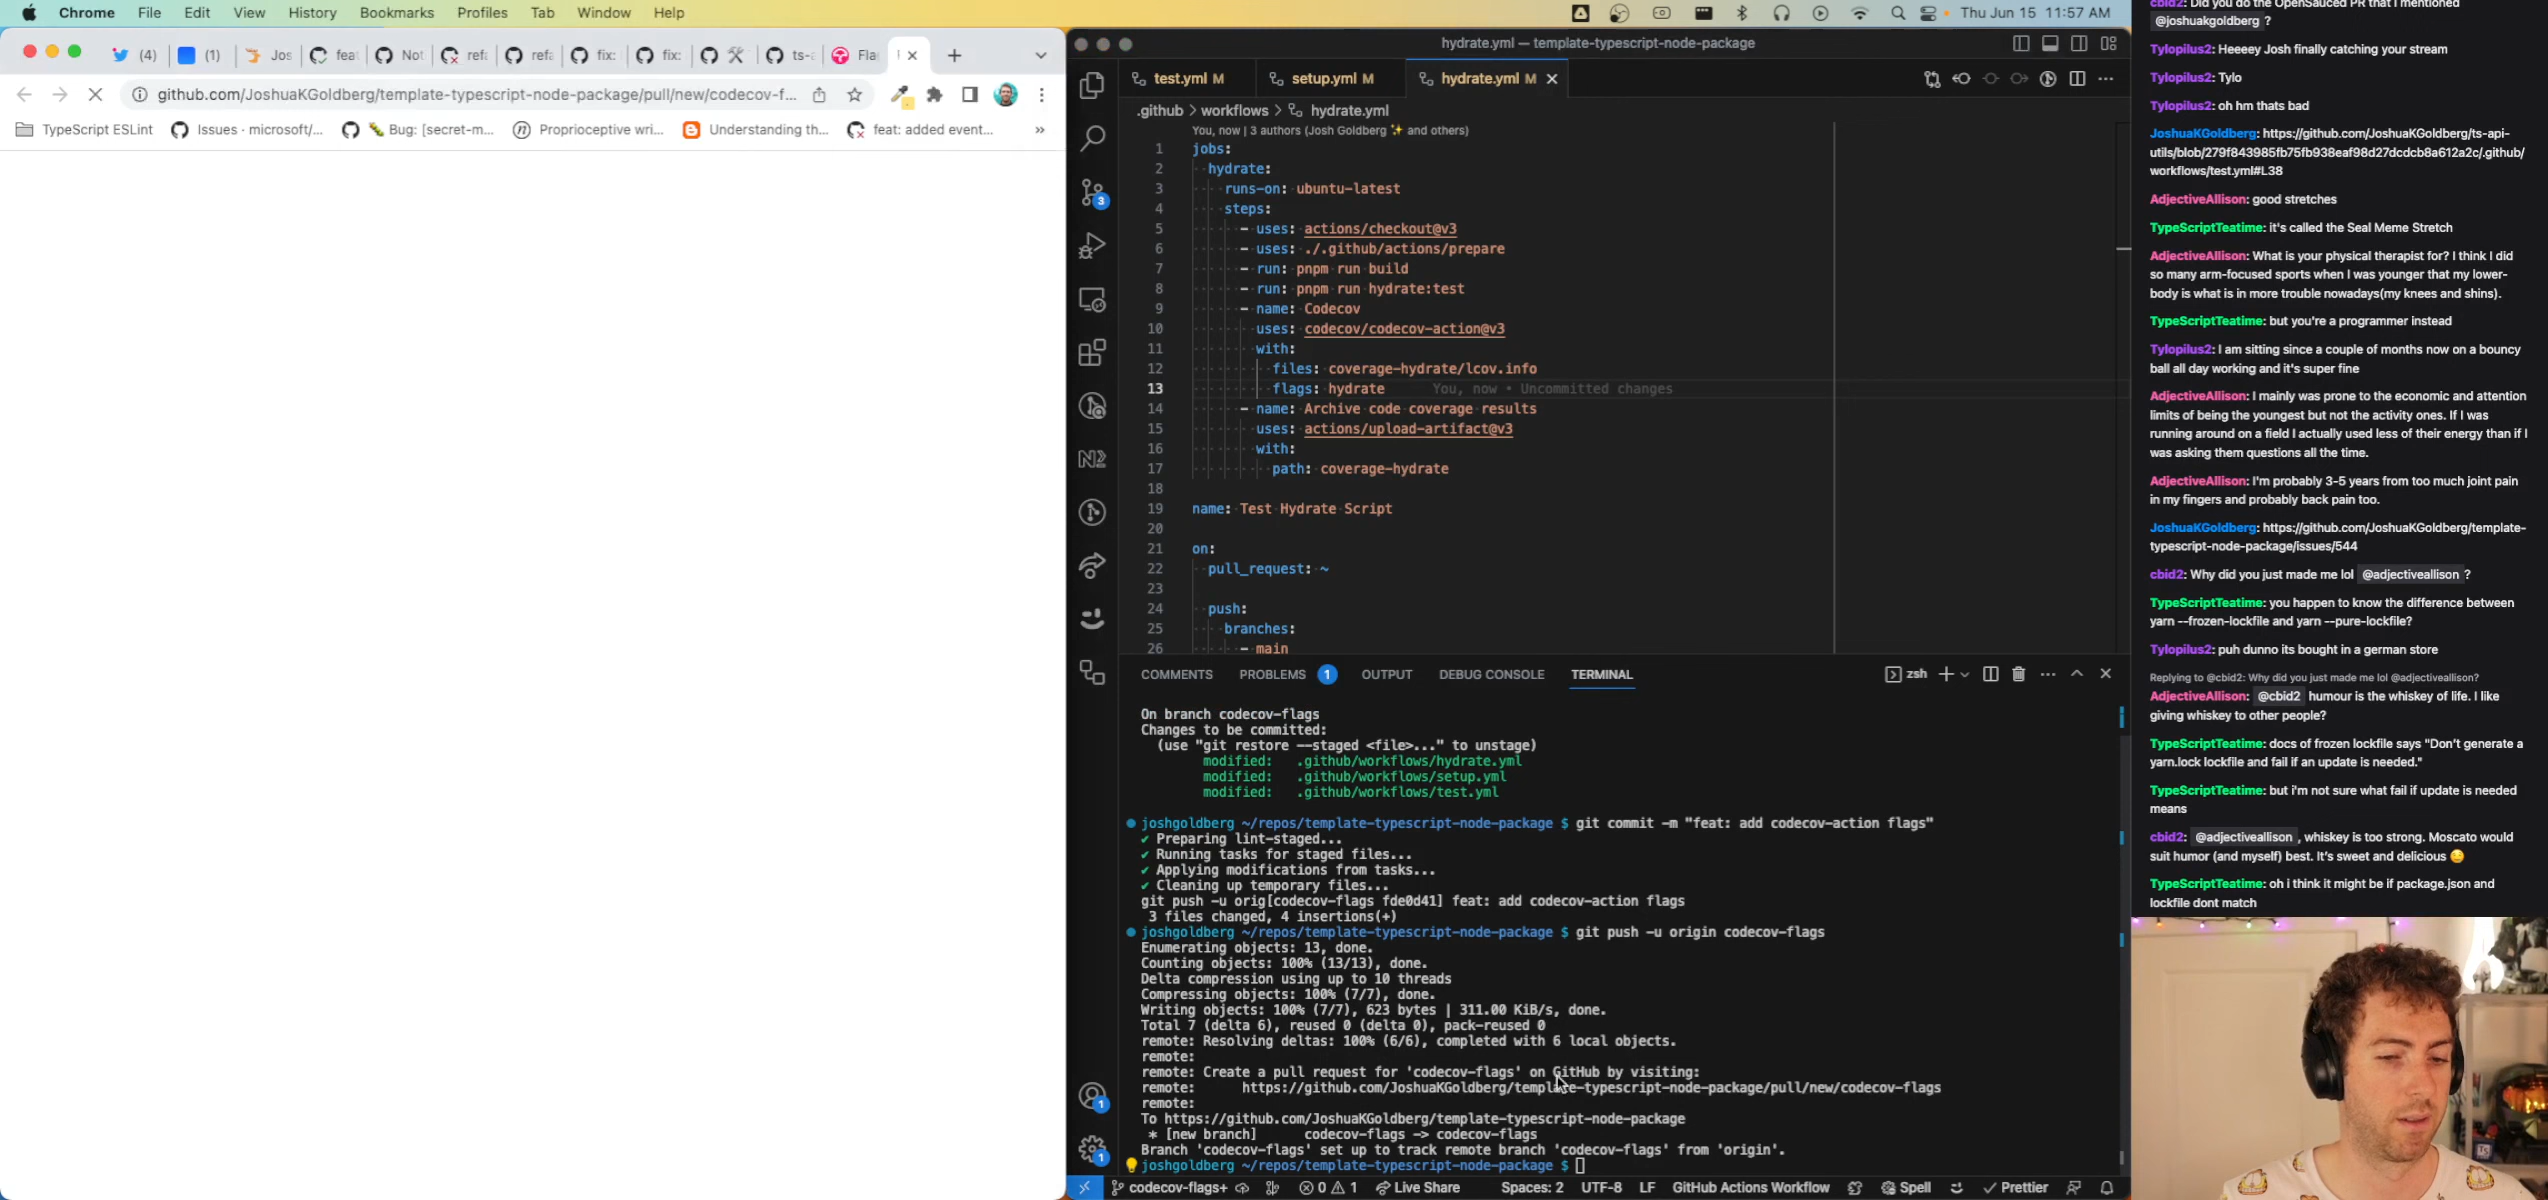 Chrome File Edit View History Bookmarks Profiles Tab Window Help
Thu Jun 15 11:57 AM
(4) (1) Jos feat Not refa refa fix: fix: ts-a Fla
github.com/JoshuaKGoldberg/template-typescript-node-package/pull/new/codecov-f...
TypeScript ESLint Issues · microsoft/... Bug: [secret-m... Proprioceptive wri... Understanding th... feat: added event... »
hydrate.yml — template-typescript-node-package
test.yml M setup.yml M hydrate.yml M
.github > workflows > hydrate.yml
You, now | 3 authors (Josh Goldberg ✨ and others)
1 jobs:
2 hydrate:
3 runs-on: ubuntu-latest
4 steps:
5 - uses: actions/checkout@v3
6 - uses: ./.github/actions/prepare
7 - run: pnpm run build
8 - run: pnpm run hydrate:test
9 - name: Codecov
10 uses: codecov/codecov-action@v3
11 with:
12 files: coverage-hydrate/lcov.info
13 flags: hydrate You, now • Uncommitted changes
14 - name: Archive code coverage results
15 uses: actions/upload-artifact@v3
16 with:
17 path: coverage-hydrate
18
19 name: Test Hydrate Script
20
21 on:
22 pull_request: ~
23
24 push:
25 branches:
26 - main
3
1
1
COMMENTS PROBLEMS 1 OUTPUT DEBUG CONSOLE TERMINAL zsh
On branch codecov-flags
Changes to be committed:
(use "git restore --staged <file>..." to unstage)
modified: .github/workflows/hydrate.yml
modified: .github/workflows/setup.yml
modified: .github/workflows/test.yml
joshgoldberg ~/repos/template-typescript-node-package $ git commit -m "feat: add codecov-action flags"
✔ Preparing lint-staged...
✔ Running tasks for staged files...
✔ Applying modifications from tasks...
✔ Cleaning up temporary files...
git push -u orig[codecov-flags fde0d41] feat: add codecov-action flags
3 files changed, 4 insertions(+)
joshgoldberg ~/repos/template-typescript-node-package $ git push -u origin codecov-flags
Enumerating objects: 13, done.
Counting objects: 100% (13/13), done.
Delta compression using up to 10 threads
Compressing objects: 100% (7/7), done.
Writing objects: 100% (7/7), 623 bytes | 311.00 KiB/s, done.
Total 7 (delta 6), reused 0 (delta 0), pack-reused 0
remote: Resolving deltas: 100% (6/6), completed with 6 local objects.
remote:
remote: Create a pull request for 'codecov-flags' on GitHub by visiting:
remote: https://github.com/JoshuaKGoldberg/template-typescript-node-package/pull/new/codecov-flags
remote:
To https://github.com/JoshuaKGoldberg/template-typescript-node-package
* [new branch] codecov-flags -> codecov-flags
Branch 'codecov-flags' set up to track remote branch 'codecov-flags' from 'origin'.
joshgoldberg ~/repos/template-typescript-node-package $
codecov-flags+ 0 1 Live Share Spaces: 2 UTF-8 LF GitHub Actions Workflow Spell Prettier
cbid2: Did you do the OpenSauced PR that I mentioned
@joshuakgoldberg ?
Tylopilus2: Heeeey Josh finally catching your stream
Tylopilus2: Tylo
Tylopilus2: oh hm thats bad
JoshuaKGoldberg: https://github.com/JoshuaKGoldberg/ts-api-
utils/blob/279f843985fb75fb938eaf98d27dcdcb8a612a2c/.github/
workflows/test.yml#L38
AdjectiveAllison: good stretches
TypeScriptTeatime: it's called the Seal Meme Stretch
AdjectiveAllison: What is your physical therapist for? I think I did
so many arm-focused sports when I was younger that my lower-
body is what is in more trouble nowadays(my knees and shins).
TypeScriptTeatime: but you're a programmer instead
Tylopilus2: I am sitting since a couple of months now on a bouncy
ball all day working and it's super fine
AdjectiveAllison: I mainly was prone to the economic and attention
limits of being the youngest but not the activity ones. If I was
running around on a field I actually used less of their energy than if I
was asking them questions all the time.
AdjectiveAllison: I'm probably 3-5 years from too much joint pain
in my fingers and probably back pain too.
JoshuaKGoldberg: https://github.com/JoshuaKGoldberg/template-
typescript-node-package/issues/544
cbid2: Why did you just made me lol @adjectiveallison ?
TypeScriptTeatime: you happen to know the difference between
yarn --frozen-lockfile and yarn --pure-lockfile?
Tylopilus2: puh dunno its bought in a german store
Replying to @cbid2: Why did you just made me lol @adjectiveallison?
AdjectiveAllison: @cbid2 humour is the whiskey of life. I like
giving whiskey to other people?
TypeScriptTeatime: docs of frozen lockfile says "Don't generate a
yarn.lock lockfile and fail if an update is needed."
TypeScriptTeatime: but i'm not sure what fail if update is needed
means
cbid2: @adjectiveallison , whiskey is too strong. Moscato would
suit humor (and myself) best. It's sweet and delicious 😋
TypeScriptTeatime: oh i think it might be if package.json and
lockfile dont match